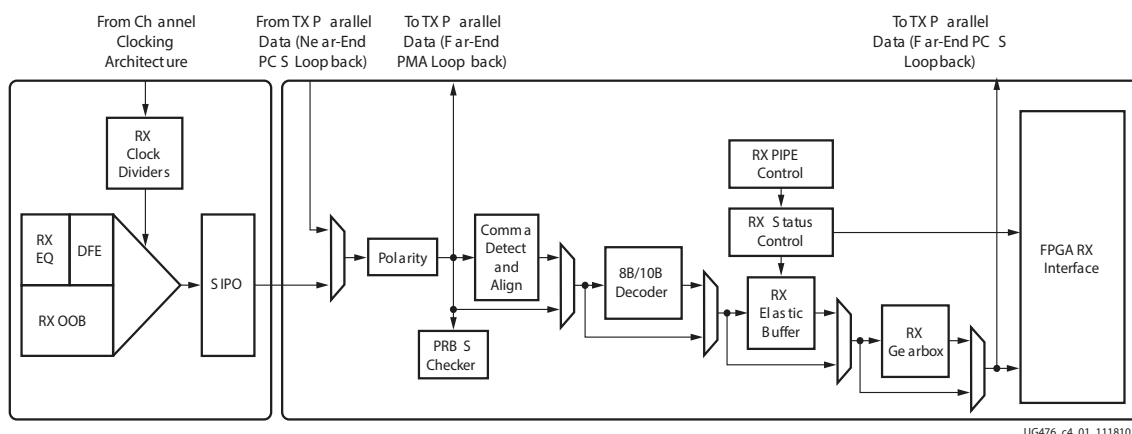 From Channel
Clocking
Architecture
From TX Parallel
Data (Near-End
PCS Loopback)
To TX Parallel
Data (Far-End
PMA Loopback)
To TX Parallel
Data (Far-End PCS
Loopback)
RX
Clock
Dividers
RX
EQ
DFE
RX OOB
SIPO
Polarity
Comma
Detect
and
Align
PRBS
Checker
8B/10B
Decoder
RX PIPE
Control
RX Status
Control
RX
Elastic
Buffer
RX
Gearbox
FPGA RX
Interface
UG476_c4_01_111810